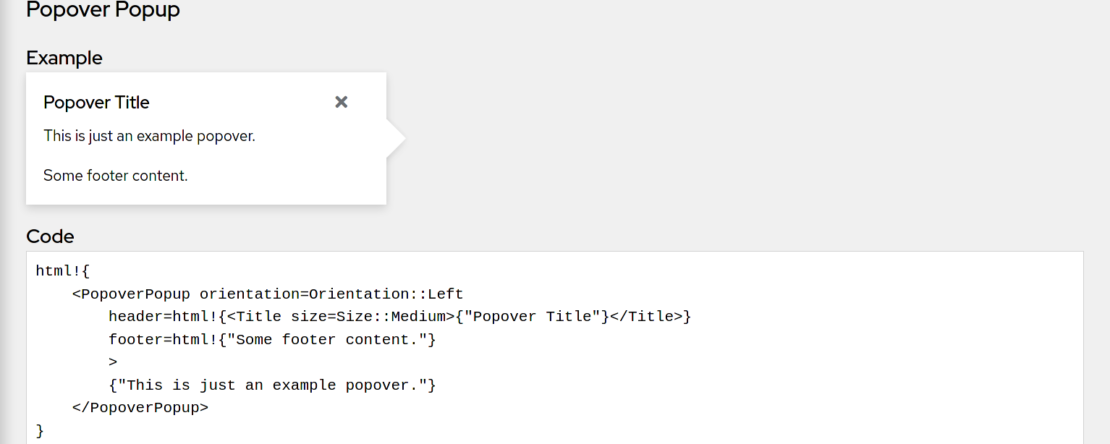 Popover Popup
Example
Popover Title
This is just an example popover.
Some footer content.
Code
html!{
    <PopoverPopup orientation=Orientation::Left
        header=html!{<Title size=Size::Medium>{"Popover Title"}</Title>}
        footer=html!{"Some footer content."}
        >
        {"This is just an example popover."}
    </PopoverPopup>
}